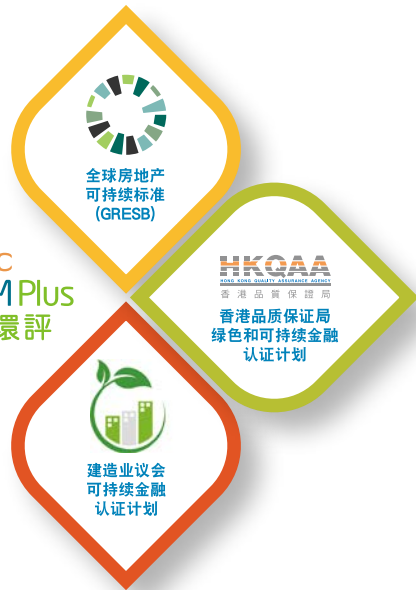 全球房地产
可持续标准
(GRESB)
C
M Plus
環評
HKQAA
HONG KONG QUALITY ASSURANCE AGENCY
香港品質保證局
香港品质保证局
绿色和可持续金融
认证计划
建造业议会
可持续金融
认证计划